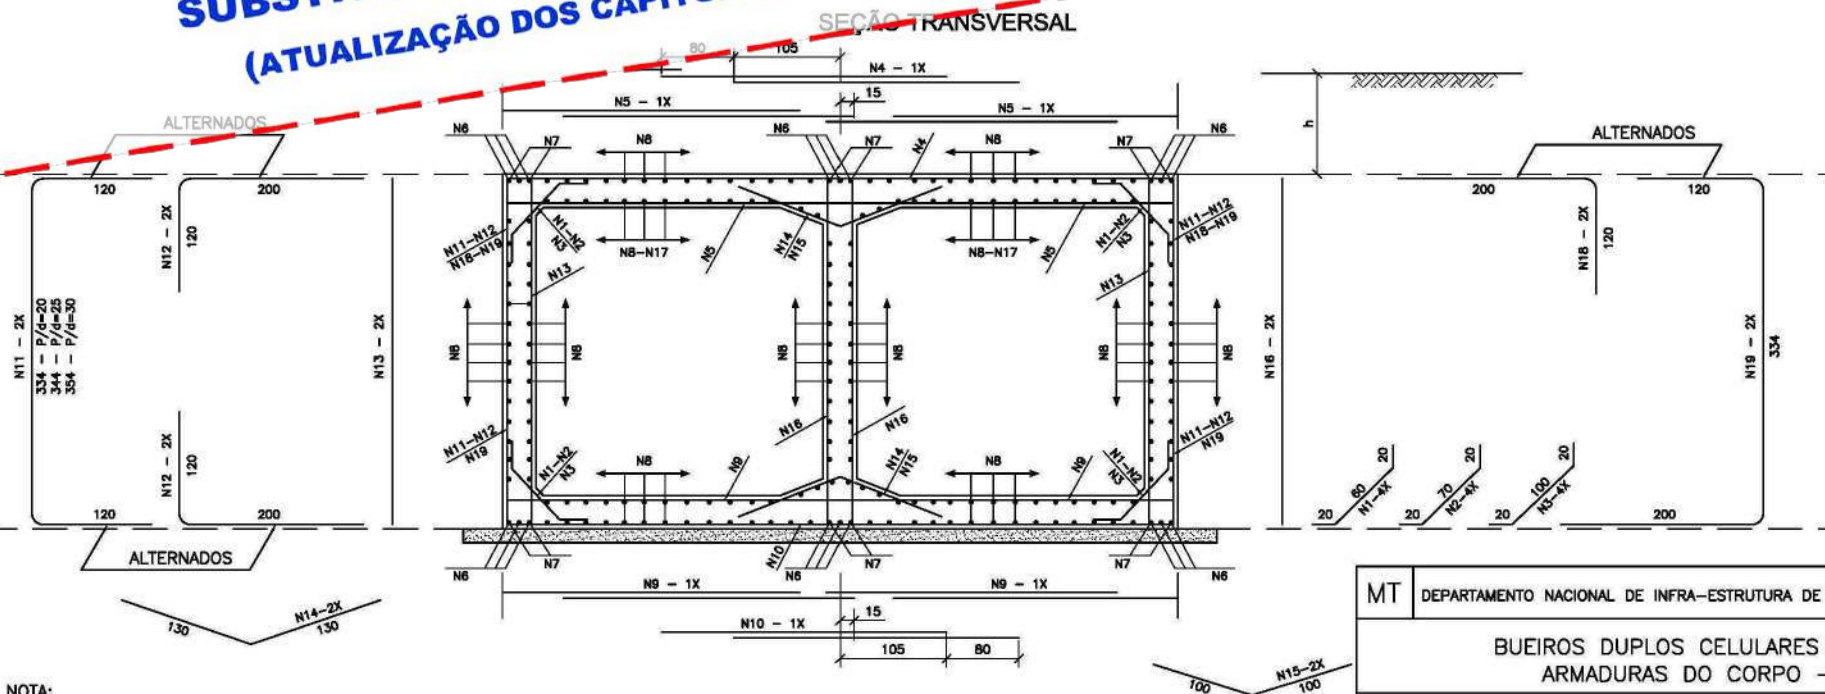 (ATUALIZAÇÃO DOS
SEÇÃO TRANSVERSAL
80
105
N4 - 1X
N5 - 1X
15
N5 - 1X
ALTERNADOS
N6
N7
N8
N6
N7
N4
N8
N7
N6
h
ALTERNADOS
120
200
N12 - 2X
120
N11 - 2X
334 - P/d=20
344 - P/d=25
354 - P/d=30
N13 - 2X
N11-N12
N18-N19
N1-N2
N3
N13
N8-N17
N5
N14
N15
N8-N17
N5
N1-N2
N3
N13
N11-N12
N18-N19
N8
N8
N8
N8
N8
N8
N16 - 2X
200
120
N18 - 2X
120
N19 - 2X
334
N12 - 2X
120
120
200
ALTERNADOS
N11-N12
N19
N1-N2
N3
N8
N9
N16
N16
N14
N15
N8
N9
N1-N2
N3
N11-N12
N19
20
60
20
N1-4X
20
70
20
N2-4X
20
100
20
N3-4X
200
N6
N7
N10
N6
N7
N7
N6
N9 - 1X
N9 - 1X
15
N10 - 1X
105
80
130
N14-2X
130
100
N15-2X
100
MT
DEPARTAMENTO NACIONAL DE INFRA-ESTRUTURA DE
BUEIROS DUPLOS CELULARES
ARMADURAS DO CORPO -
NOTA: